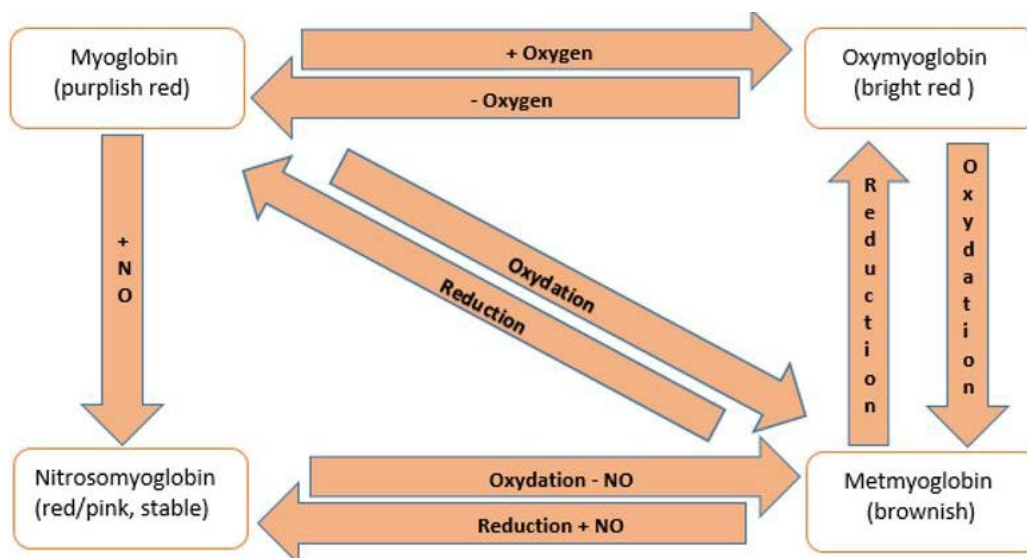 Myoglobin
(purplish red)
+ Oxygen
- Oxygen
Oxymyoglobin
(bright red )
+ NO
Oxydation
Reduction
Reduction
Oxydation
Nitrosomyoglobin
(red/pink, stable)
Oxydation - NO
Reduction + NO
Metmyoglobin
(brownish)